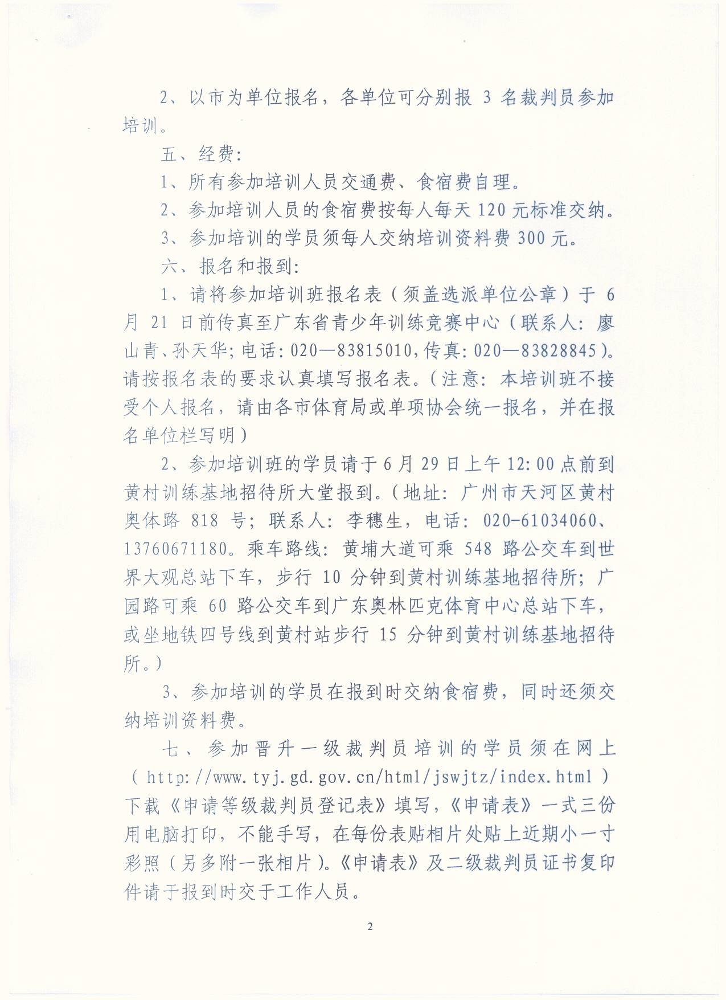 2、以市为单位报名，各单位可分别报 3 名裁判员参加
培训。
五、经费：
1、所有参加培训人员交通费、食宿费自理。
2、参加培训人员的食宿费按每人每天 120 元标准交纳。
3、参加培训的学员须每人交纳培训资料费 300 元。
六、报名和报到：
1、请将参加培训班报名表（须盖选派单位公章）于 6
月 21 日前传真至广东省青少年训练竞赛中心（联系人：廖
山青、孙天华；电话：020—83815010，传真：020—83828845）。
请按报名表的要求认真填写报名表。（注意：本培训班不接
受个人报名，请由各市体育局或单项协会统一报名，并在报
名单位栏写明）
2、参加培训班的学员请于 6 月 29 日上午 12：00 点前到
黄村训练基地招待所大堂报到。（地址：广州市天河区黄村
奥体路 818 号；联系人：李穗生，电话：020-61034060、
13760671180。乘车路线：黄埔大道可乘 548 路公交车到世
界大观总站下车，步行 10 分钟到黄村训练基地招待所；广
园路可乘 60 路公交车到广东奥林匹克体育中心总站下车，
或坐地铁四号线到黄村站步行 15 分钟到黄村训练基地招待
所。）
3、参加培训的学员在报到时交纳食宿费，同时还须交
纳培训资料费。
七、参加晋升一级裁判员培训的学员须在网上
（http://www.tyj.gd.gov.cn/html/jswjtz/index.html）
下载《申请等级裁判员登记表》填写，《申请表》一式三份
用电脑打印，不能手写，在每份表贴相片处贴上近期小一寸
彩照（另多附一张相片）。《申请表》及二级裁判员证书复印
件请于报到时交于工作人员。
2